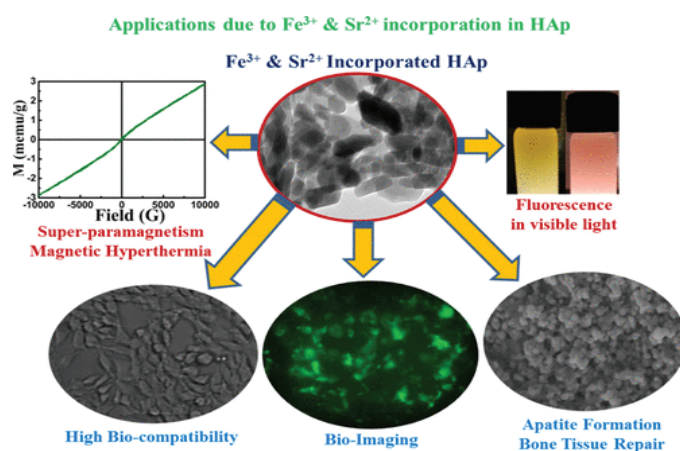 Applications due to Fe³⁺ & Sr²⁺ incorporation in HAp
Fe³⁺ & Sr²⁺ Incorporated HAp
M (memu/g)
3
2
1
0
-1
-2
-3
-10000
0
10000
Field (G)
Super-paramagnetism
Magnetic Hyperthermia
Fluorescence
in visible light
High Bio-compatibility
Bio-Imaging
Apatite Formation
Bone Tissue Repair